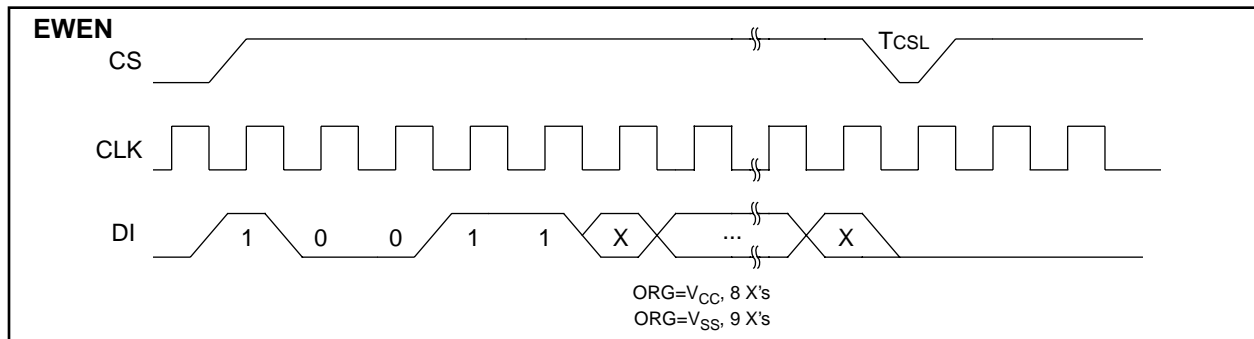 EWEN
CS
TCSL
CLK
DI
1 0 0 1 1 X ... X
ORG=VCC, 8 X's
ORG=VSS, 9 X's